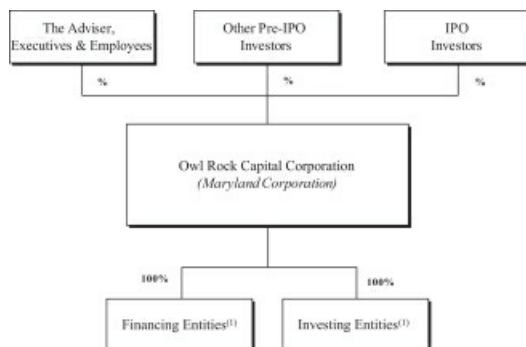 The Adviser,
Executives & Employees
Other Pre-IPO
Investors
IPO
Investors
%
%
%
Owl Rock Capital Corporation
(Maryland Corporation)
100%
100%
Financing Entities(1)
Investing Entities(1)